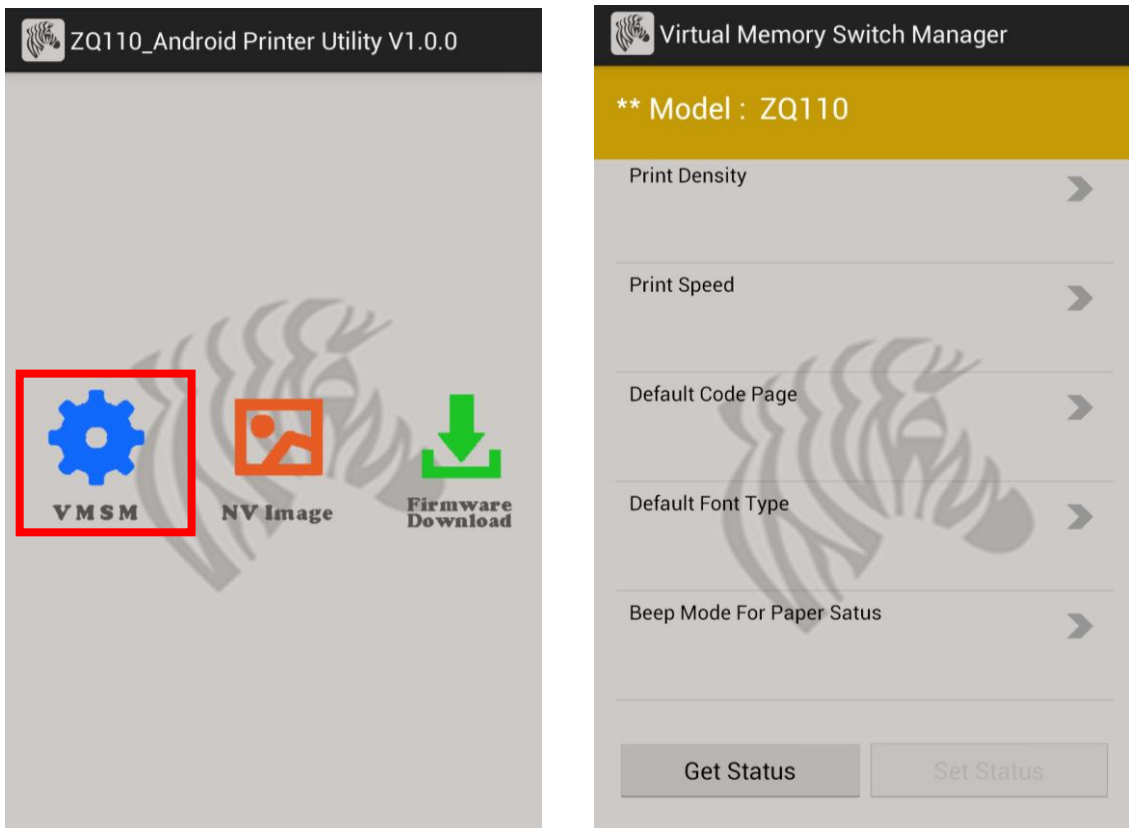 ZQ110_Android Printer Utility V1.0.0
VMSM
NV Image
Firmware
Download
Virtual Memory Switch Manager
** Model : ZQ110
Print Density
Print Speed
Default Code Page
Default Font Type
Beep Mode For Paper Satus
Get Status
Set Status